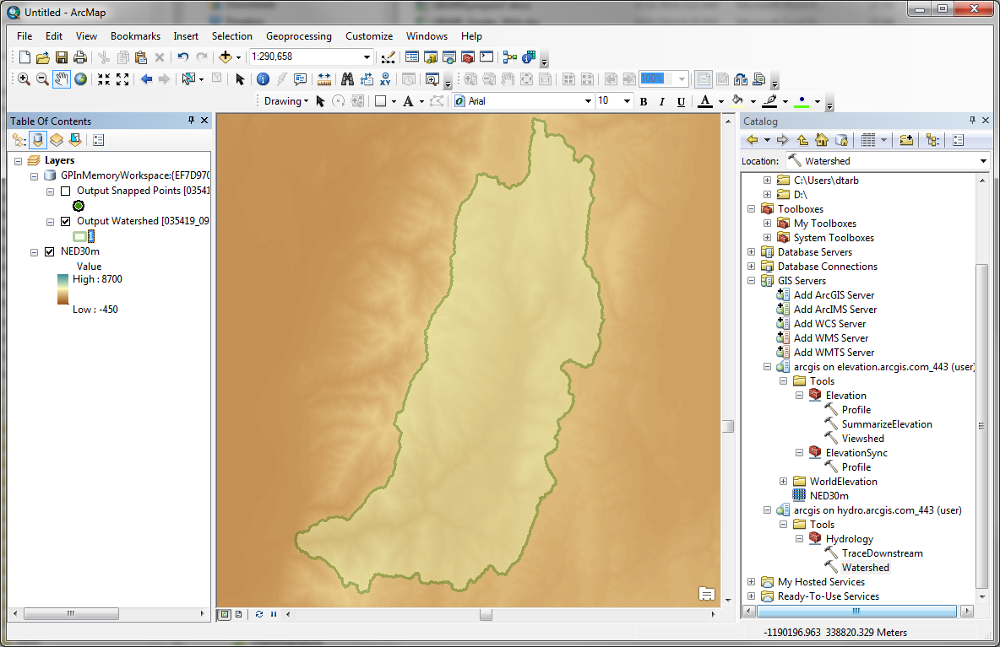 Untitled - ArcMap
File Edit View Bookmarks Insert Selection Geoprocessing Customize Windows Help
1:290,658
100%
Drawing Arial 10 B I U A
Table Of Contents
Layers
GPInMemoryWorkspace:{EF7D970
Output Snapped Points [03541
Output Watershed [035419_09
NED30m
Value
High : 8700
Low : -450
Catalog
Location: Watershed
C:\Users\dtarb
D:\
Toolboxes
My Toolboxes
System Toolboxes
Database Servers
Database Connections
GIS Servers
Add ArcGIS Server
Add ArcIMS Server
Add WCS Server
Add WMS Server
Add WMTS Server
arcgis on elevation.arcgis.com_443 (user)
Tools
Elevation
Profile
SummarizeElevation
Viewshed
ElevationSync
Profile
WorldElevation
NED30m
arcgis on hydro.arcgis.com_443 (user)
Tools
Hydrology
TraceDownstream
Watershed
My Hosted Services
Ready-To-Use Services
-1190196.963 338820.329 Meters